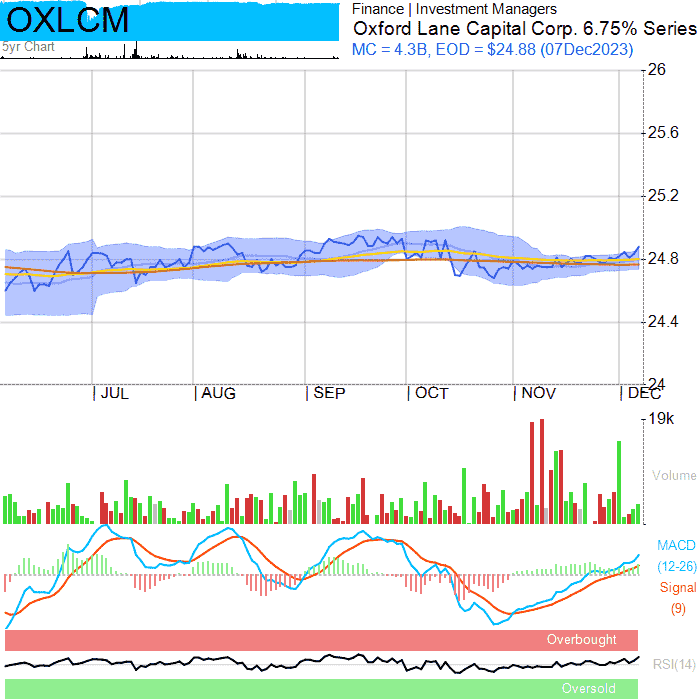 OXLCM
5yr Chart
Finance | Investment Managers
Oxford Lane Capital Corp. 6.75% Series
MC = 4.3B, EOD = $24.88 (07Dec2023)
26
25.6
25.2
24.8
24.4
24
| JUL | AUG | SEP | OCT | NOV | DEC
19k
Volume
MACD
(12-26)
Signal
(9)
Overbought
RSI(14)
Oversold